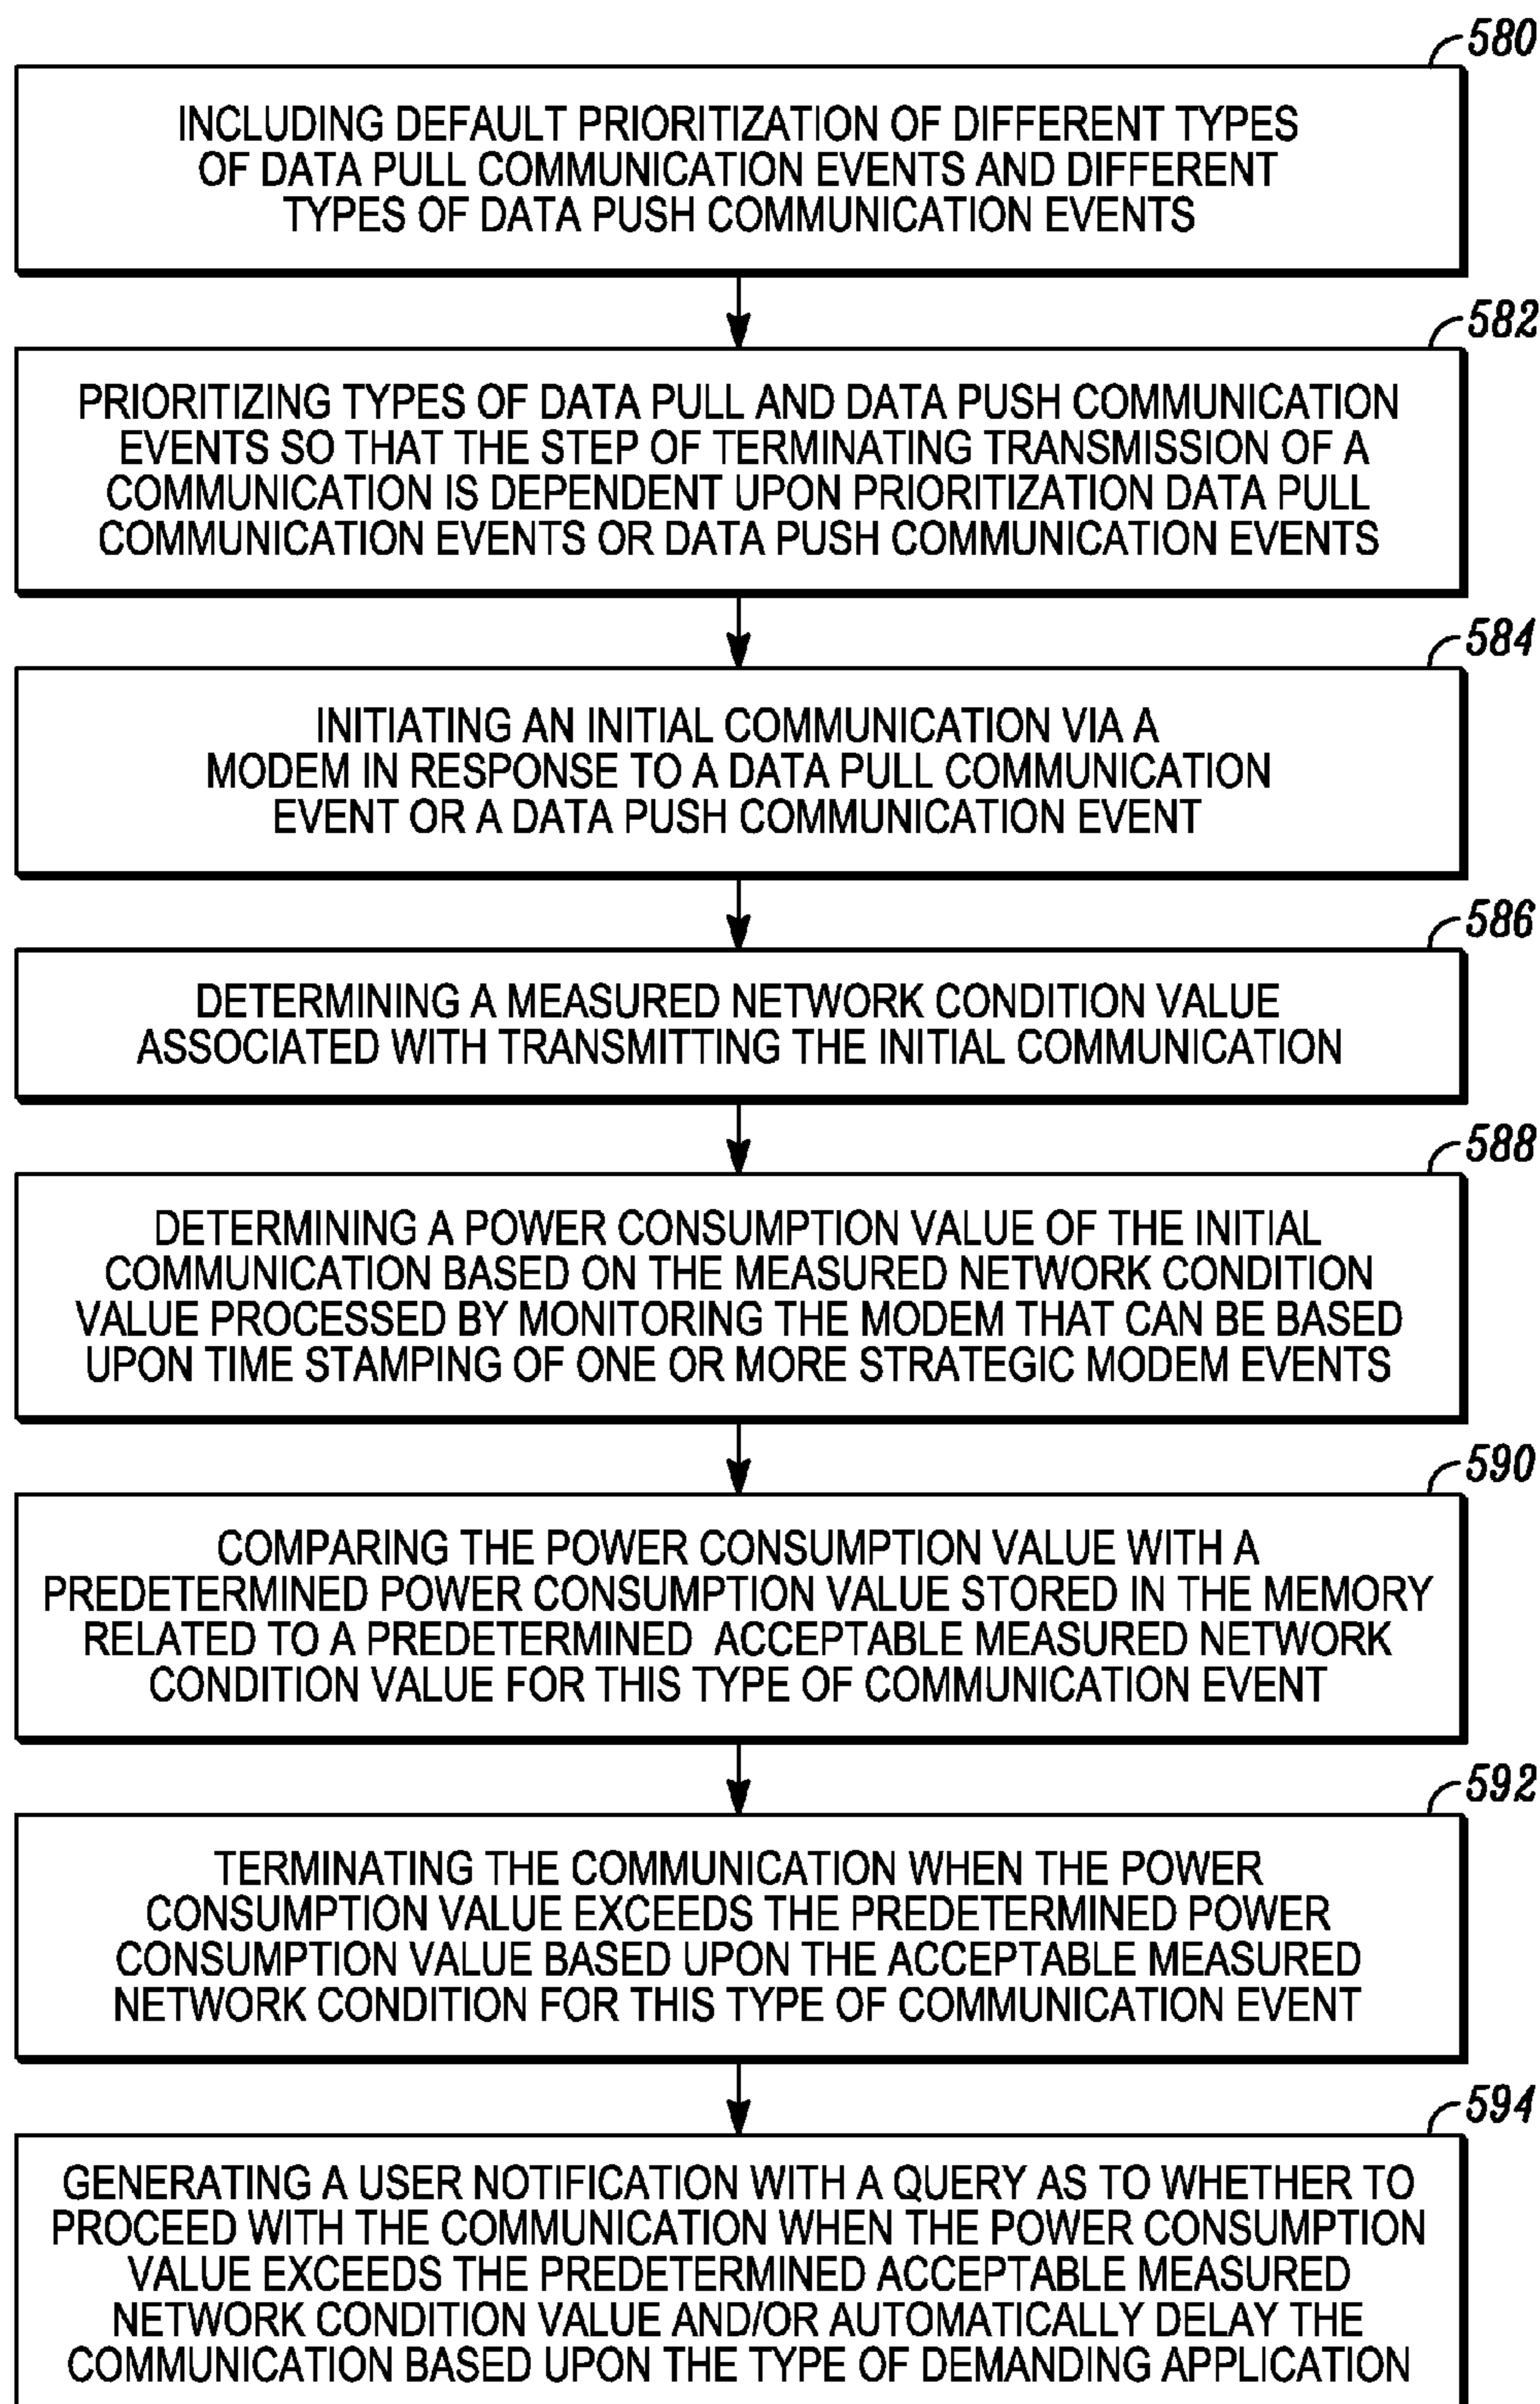 580
INCLUDING DEFAULT PRIORITIZATION OF DIFFERENT TYPES
OF DATA PULL COMMUNICATION EVENTS AND DIFFERENT
TYPES OF DATA PUSH COMMUNICATION EVENTS
582
PRIORITIZING TYPES OF DATA PULL AND DATA PUSH COMMUNICATION
EVENTS SO THAT THE STEP OF TERMINATING TRANSMISSION OF A
COMMUNICATION IS DEPENDENT UPON PRIORITIZATION DATA PULL
COMMUNICATION EVENTS OR DATA PUSH COMMUNICATION EVENTS
584
INITIATING AN INITIAL COMMUNICATION VIA A
MODEM IN RESPONSE TO A DATA PULL COMMUNICATION
EVENT OR A DATA PUSH COMMUNICATION EVENT
586
DETERMINING A MEASURED NETWORK CONDITION VALUE
ASSOCIATED WITH TRANSMITTING THE INITIAL COMMUNICATION
588
DETERMINING A POWER CONSUMPTION VALUE OF THE INITIAL
COMMUNICATION BASED ON THE MEASURED NETWORK CONDITION
VALUE PROCESSED BY MONITORING THE MODEM THAT CAN BE BASED
UPON TIME STAMPING OF ONE OR MORE STRATEGIC MODEM EVENTS
590
COMPARING THE POWER CONSUMPTION VALUE WITH A
PREDETERMINED POWER CONSUMPTION VALUE STORED IN THE MEMORY
RELATED TO A PREDETERMINED ACCEPTABLE MEASURED NETWORK
CONDITION VALUE FOR THIS TYPE OF COMMUNICATION EVENT
592
TERMINATING THE COMMUNICATION WHEN THE POWER
CONSUMPTION VALUE EXCEEDS THE PREDETERMINED POWER
CONSUMPTION VALUE BASED UPON THE ACCEPTABLE MEASURED
NETWORK CONDITION FOR THIS TYPE OF COMMUNICATION EVENT
594
GENERATING A USER NOTIFICATION WITH A QUERY AS TO WHETHER TO
PROCEED WITH THE COMMUNICATION WHEN THE POWER CONSUMPTION
VALUE EXCEEDS THE PREDETERMINED ACCEPTABLE MEASURED
NETWORK CONDITION VALUE AND/OR AUTOMATICALLY DELAY THE
COMMUNICATION BASED UPON THE TYPE OF DEMANDING APPLICATION